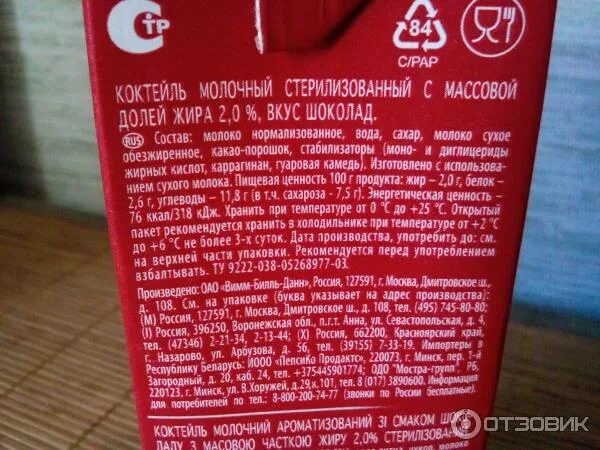 СТР
84
C/PAP
КОКТЕЙЛЬ МОЛОЧНЫЙ СТЕРИЛИЗОВАННЫЙ С МАССОВОЙ
ДОЛЕЙ ЖИРА 2,0 %, ВКУС ШОКОЛАД.
RUS Состав: молоко нормализованное, вода, сахар, молоко сухое
обезжиренное, какао-порошок, стабилизаторы (моно- и диглицериды
жирных кислот, каррагинан, гуаровая камедь). Изготовлено с использова-
нием сухого молока. Пищевая ценность 100 г продукта: жир – 2,0 г, белок –
2,6 г, углеводы – 11,8 г (в т.ч. сахароза - 7,5 г). Энергетическая ценность –
76 ккал/318 кДж. Хранить при температуре от 0 °С до +25 °С. Открытый
пакет рекомендуется хранить в холодильнике при температуре от +2 °С
до +6 °С не более 3-х суток. Дата производства, употребить до: см.
на верхней части упаковки. Рекомендуется перед употреблением
взбалтывать. ТУ 9222-038-05268977-03.
Произведено: ОАО «Вимм-Билль-Данн», Россия, 127591, г. Москва, Дмитровское ш.,
д. 108. См. на упаковке (буква указывает на адрес производства):
(М) Россия, 127591, г. Москва, Дмитровское ш., д. 108, тел. (495) 745-80-80;
(I) Россия, 396250, Воронежская обл., п.г.т. Анна, ул. Севастопольская, д. 4,
тел. (47346) 2-21-34, 2-13-44; (X) Россия, 662200, Красноярский край,
г. Назарово, ул. Арбузова, д. 56, тел. (39155) 7-33-19. Импортеры в
Республику Беларусь: ИООО «Пепсико Продактс», 220073, г. Минск, пер. 1-й
Загородный, д. 20, каб. 24, тел. +375445901774; ОДО "Мостра-групп", РБ,
220123, г. Минск, ул. В.Хоружей, д.29,к.101, тел. 8 (017) 3890600. Информация
для потребителей по тел.: 8-800-200-74-77 (звонки по России бесплатные).
КОКТЕЙЛЬ МОЛОЧНИЙ АРОМАТИЗОВАНИЙ ЗІ СМАКОМ ШОКО-
ЛАДУ З МАСОВОЮ ЧАСТКОЮ ЖИРУ 2,0% СТЕРИЛІЗОВАН
цукор, молоко
ОТЗОВИК